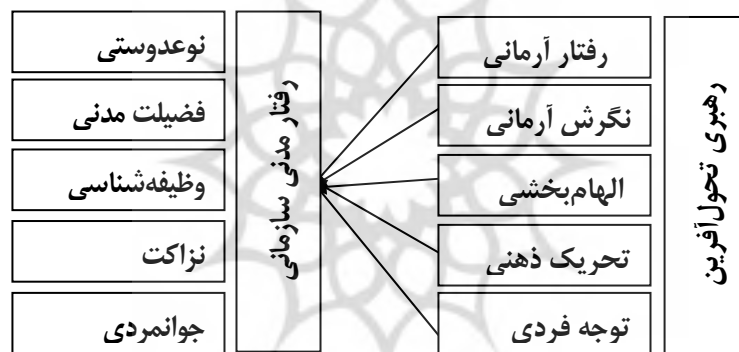 رهبری تحول‌آفرین
رفتار آرمانی
نگرش آرمانی
الهام‌بخشی
تحریک ذهنی
توجه فردی
رفتار مدنی سازمانی
نوعدوستی
فضیلت مدنی
وظیفه‌شناسی
نزاکت
جوانمردی